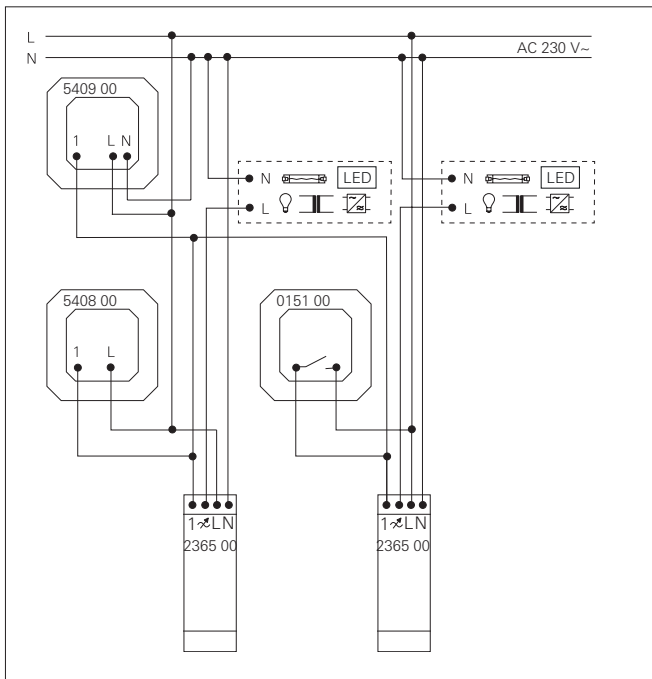 L
N
AC 230 V~
5409 00
1 L N
N LED
L
N LED
L
5408 00
1 L
0151 00
1 L N
2365 00
1 L N
2365 00